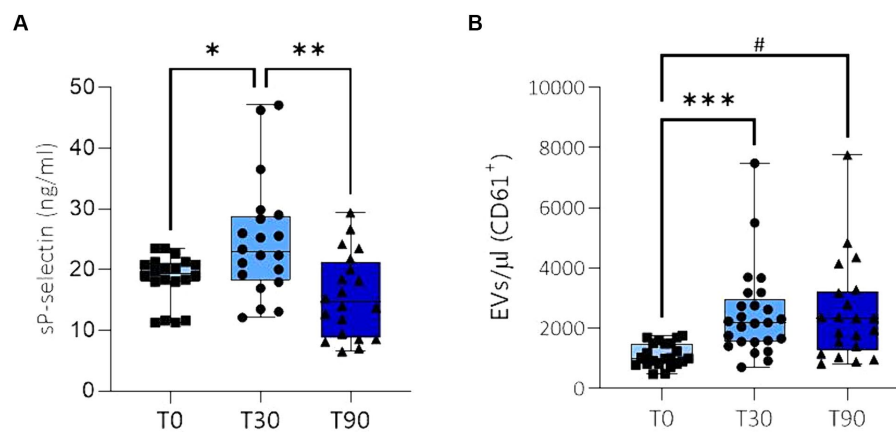 A
B
* **
sP-selectin (ng/ml)
50
40
30
20
10
0
T0 T30 T90
#
***
EVs/µl (CD61⁺)
10000
8000
6000
4000
2000
0
T0 T30 T90